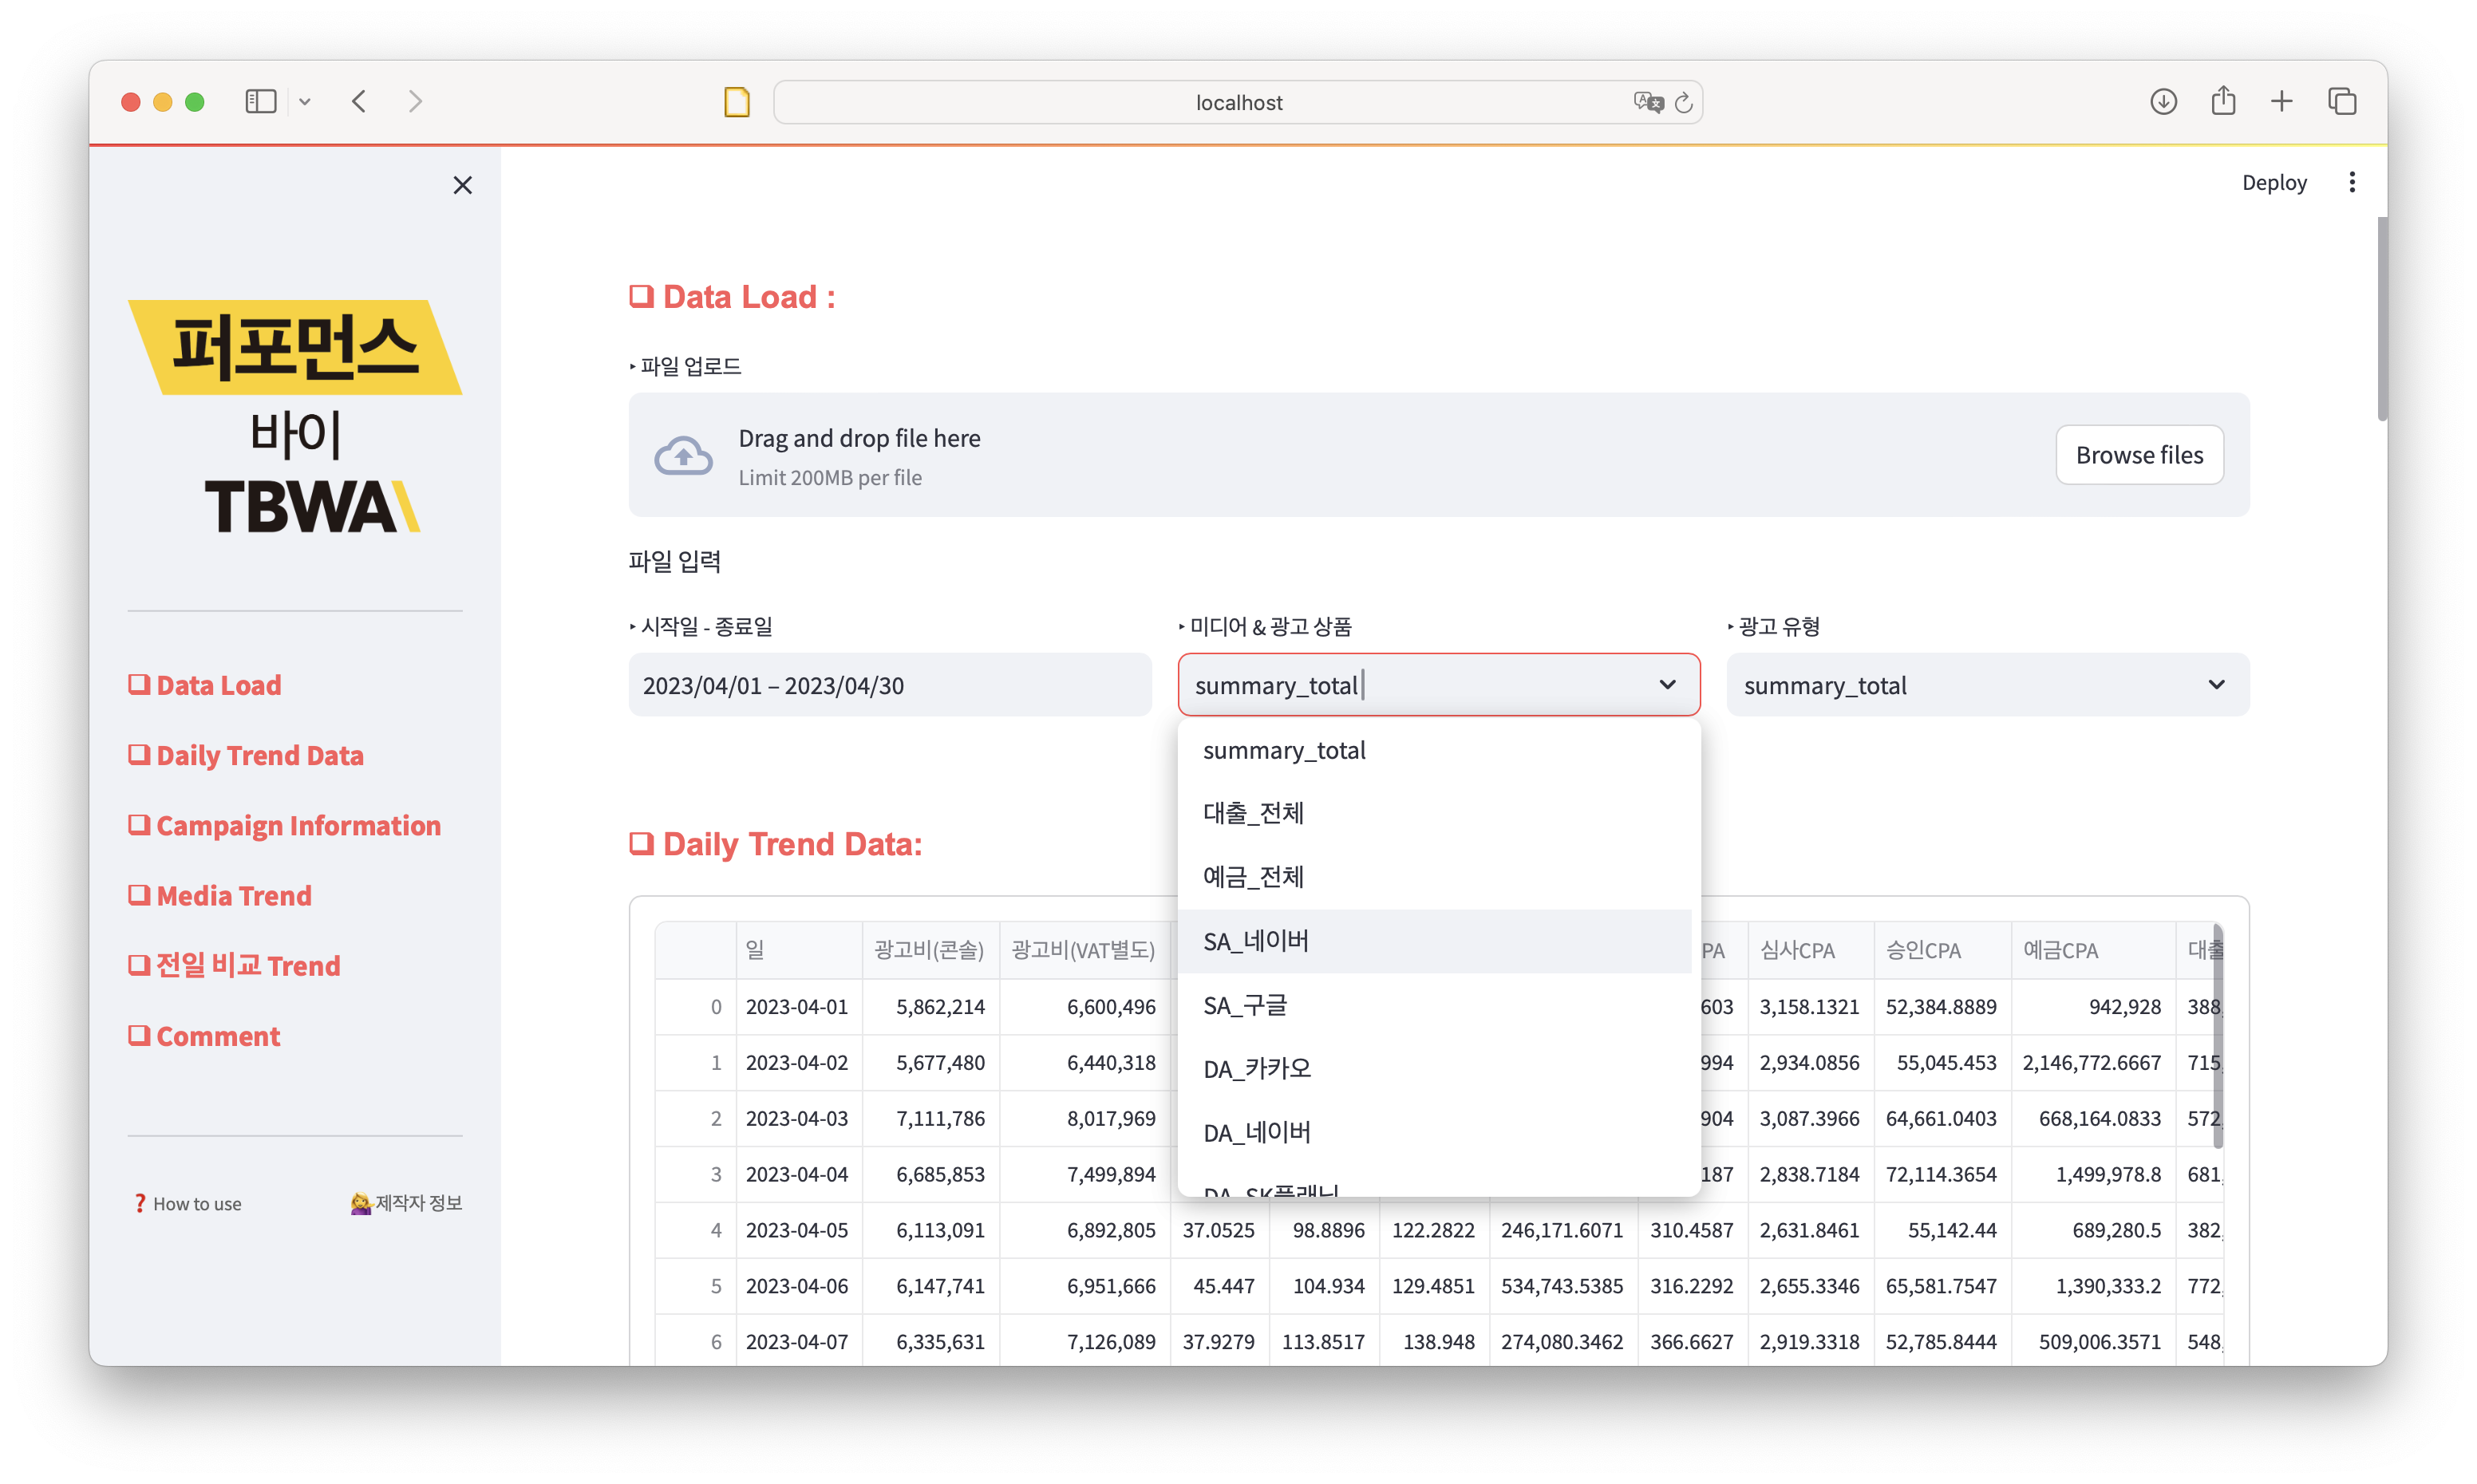 localhost
Deploy
퍼포먼스
바이
TBWA\
❏ Data Load
❏ Daily Trend Data
❏ Campaign Information
❏ Media Trend
❏ 전일 비교 Trend
❏ Comment
❓ How to use
💁‍♀️제작자 정보
❏ Data Load :
‣ 파일 업로드
Drag and drop file here
Limit 200MB per file
Browse files
파일 입력
‣ 시작일 - 종료일
‣ 미디어 & 광고 상품
‣ 광고 유형
2023/04/01 – 2023/04/30
summary_total
summary_total
summary_total
대출_전체
예금_전체
SA_네이버
SA_구글
DA_카카오
DA_네이버
DA_SK플래닛
❏ Daily Trend Data:
일 광고비(콘솔) 광고비(VAT별도) PA 심사CPA 승인CPA 예금CPA 대출
0 2023-04-01 5,862,214 6,600,496 603 3,158.1321 52,384.8889 942,928 388,
1 2023-04-02 5,677,480 6,440,318 994 2,934.0856 55,045.453 2,146,772.6667 715,
2 2023-04-03 7,111,786 8,017,969 904 3,087.3966 64,661.0403 668,164.0833 572,
3 2023-04-04 6,685,853 7,499,894 187 2,838.7184 72,114.3654 1,499,978.8 681,
4 2023-04-05 6,113,091 6,892,805 37.0525 98.8896 122.2822 246,171.6071 310.4587 2,631.8461 55,142.44 689,280.5 382,
5 2023-04-06 6,147,741 6,951,666 45.447 104.934 129.4851 534,743.5385 316.2292 2,655.3346 65,581.7547 1,390,333.2 772,
6 2023-04-07 6,335,631 7,126,089 37.9279 113.8517 138.948 274,080.3462 366.6627 2,919.3318 52,785.8444 509,006.3571 548,